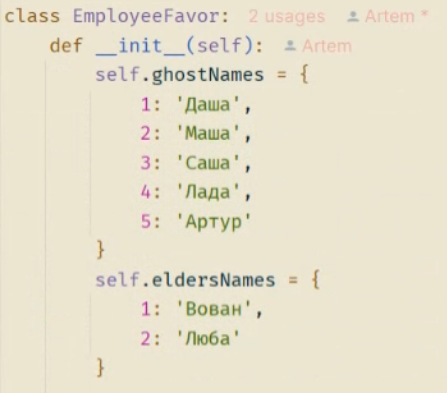 class EmployeeFavor: 2 usages Artem *
def __init__(self): Artem
self.ghostNames = {
1: 'Даша',
2: 'Маша',
3: 'Саша',
4: 'Лада',
5: 'Артур'
}
self.eldersNames = {
1: 'Вован',
2: 'Люба'
}